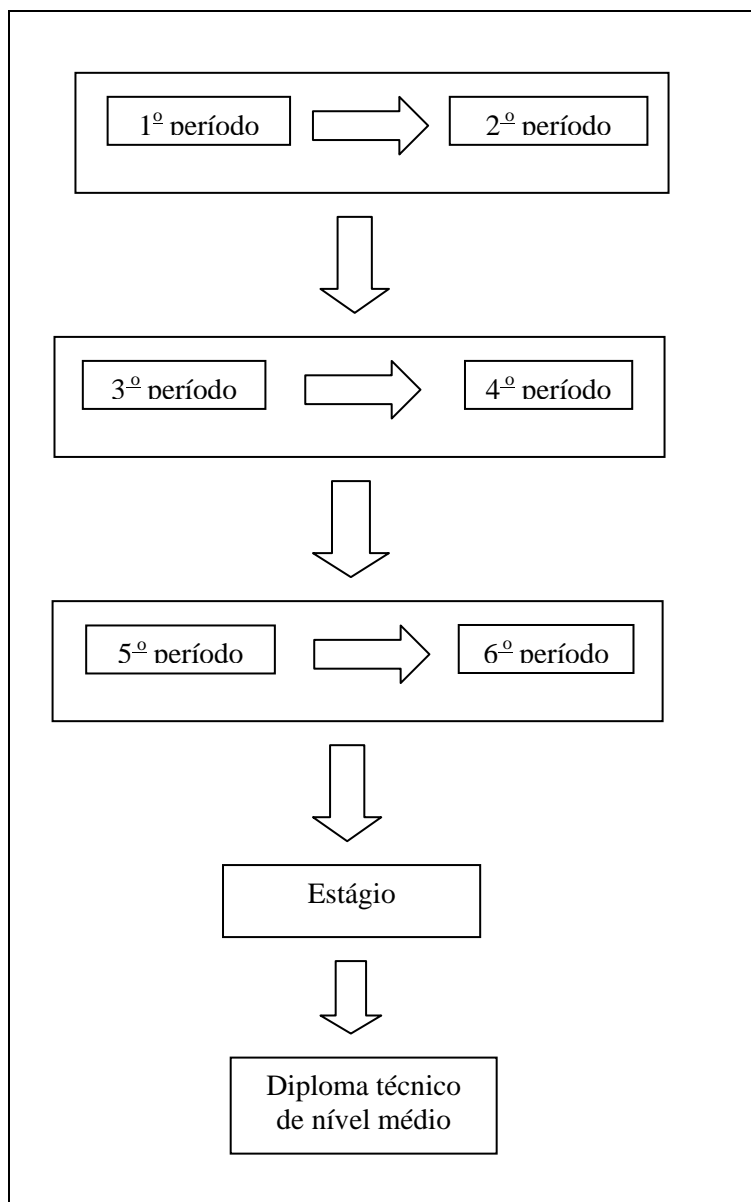 1º período
2º período
3º período
4º período
5º período
6º período
Estágio
Diploma técnico
de nível médio